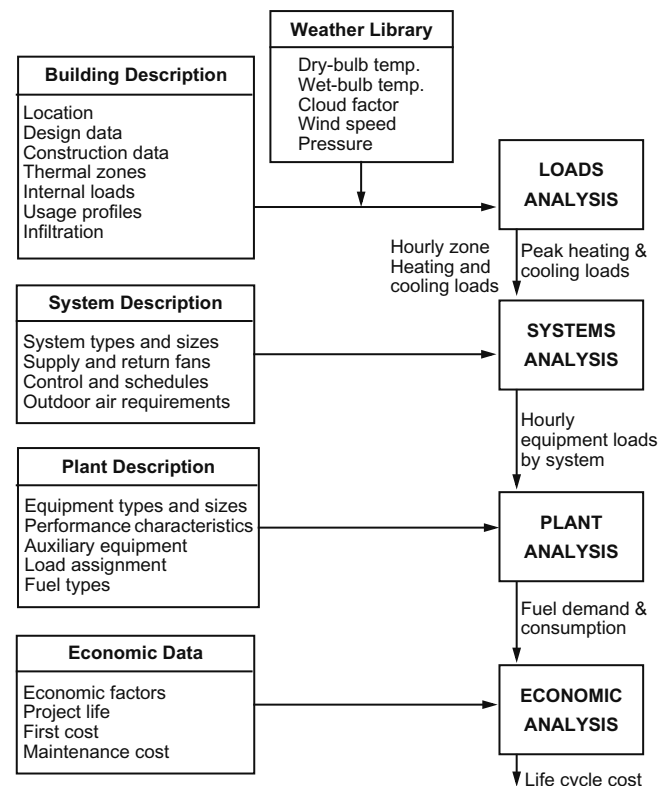 Weather Library
Dry-bulb temp.
Wet-bulb temp.
Cloud factor
Wind speed
Pressure
Building Description
Location
Design data
Construction data
Thermal zones
Internal loads
Usage profiles
Infiltration
LOADS
ANALYSIS
Hourly zone
Heating and
cooling loads
Peak heating &
cooling loads
System Description
System types and sizes
Supply and return fans
Control and schedules
Outdoor air requirements
SYSTEMS
ANALYSIS
Hourly
equipment loads
by system
Plant Description
Equipment types and sizes
Performance characteristics
Auxiliary equipment
Load assignment
Fuel types
PLANT
ANALYSIS
Fuel demand &
consumption
Economic Data
Economic factors
Project life
First cost
Maintenance cost
ECONOMIC
ANALYSIS
Life cycle cost